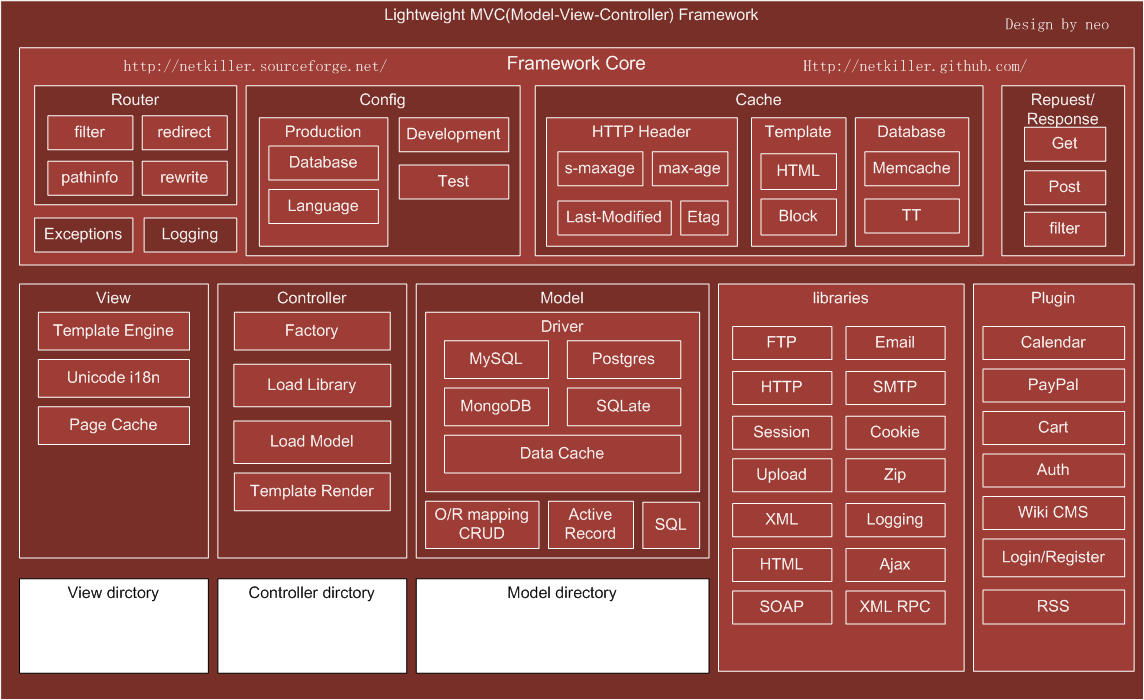 Lightweight MVC(Model-View-Controller) Framework
Design by neo
http://netkiller.sourceforge.net/
Framework Core
Http://netkiller.github.com/
Router
filter
redirect
pathinfo
rewrite
Exceptions
Logging
Config
Production
Database
Language
Development
Test
Cache
HTTP Header
s-maxage
max-age
Last-Modified
Etag
Template
HTML
Block
Database
Memcache
TT
Repuest/
Response
Get
Post
filter
View
Template Engine
Unicode i18n
Page Cache
Controller
Factory
Load Library
Load Model
Template Render
Model
Driver
MySQL
Postgres
MongoDB
SQLate
Data Cache
O/R mapping
CRUD
Active
Record
SQL
libraries
FTP
Email
HTTP
SMTP
Session
Cookie
Upload
Zip
XML
Logging
HTML
Ajax
SOAP
XML RPC
Plugin
Calendar
PayPal
Cart
Auth
Wiki CMS
Login/Register
RSS
View dirctory
Controller dirctory
Model directory